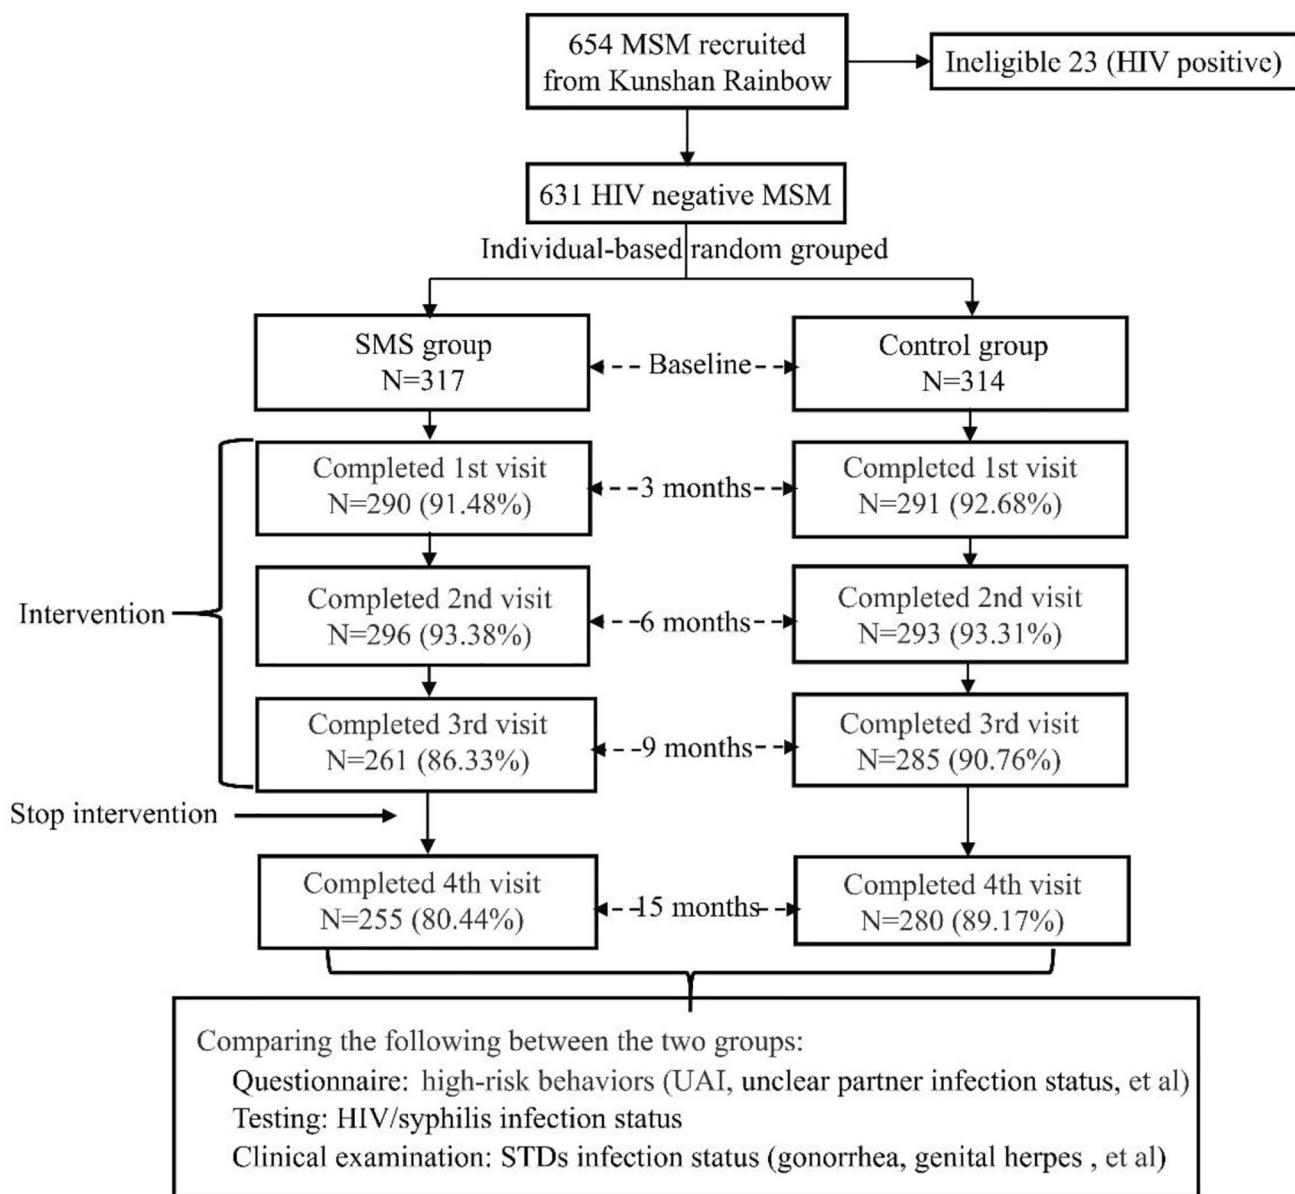 654 MSM recruited
from Kunshan Rainbow
Ineligible 23 (HIV positive)
631 HIV negative MSM
Individual-based random grouped
SMS group
N=317
Baseline
Control group
N=314
Completed 1st visit
N=290 (91.48%)
3 months
Completed 1st visit
N=291 (92.68%)
Intervention
Completed 2nd visit
N=296 (93.38%)
6 months
Completed 2nd visit
N=293 (93.31%)
Completed 3rd visit
N=261 (86.33%)
9 months
Completed 3rd visit
N=285 (90.76%)
Stop intervention
Completed 4th visit
N=255 (80.44%)
15 months
Completed 4th visit
N=280 (89.17%)
Comparing the following between the two groups:
Questionnaire: high-risk behaviors (UAI, unclear partner infection status, et al)
Testing: HIV/syphilis infection status
Clinical examination: STDs infection status (gonorrhea, genital herpes , et al)